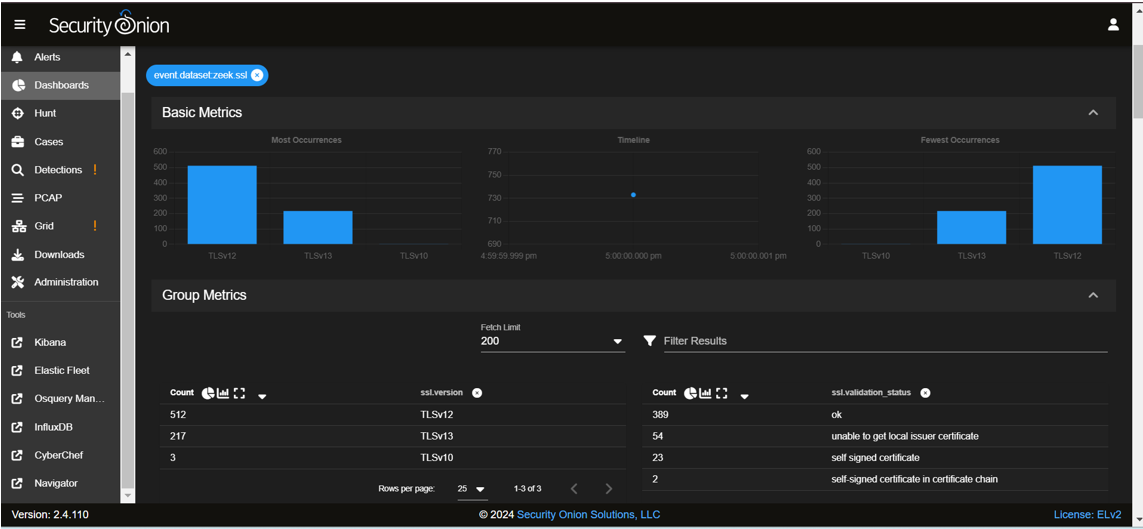 Security Onion
Alerts
Dashboards
Hunt
Cases
Detections !
PCAP
Grid !
Downloads
Administration
Tools
Kibana
Elastic Fleet
Osquery Man...
InfluxDB
CyberChef
Navigator
event.dataset:zeek.ssl
Basic Metrics
Most Occurrences
600
500
400
300
200
100
0
TLSv12 TLSv13 TLSv10
Timeline
770
750
730
710
690
4:59:59.999 pm 5:00:00.000 pm 5:00:00.001 pm
Fewest Occurrences
600
500
400
300
200
100
0
TLSv10 TLSv13 TLSv12
Group Metrics
Fetch Limit
200
Filter Results
Count ssl.version
512 TLSv12
217 TLSv13
3 TLSv10
Rows per page: 25 1-3 of 3
Count ssl.validation_status
389 ok
54 unable to get local issuer certificate
23 self signed certificate
2 self-signed certificate in certificate chain
Version: 2.4.110
© 2024 Security Onion Solutions, LLC
License: ELv2